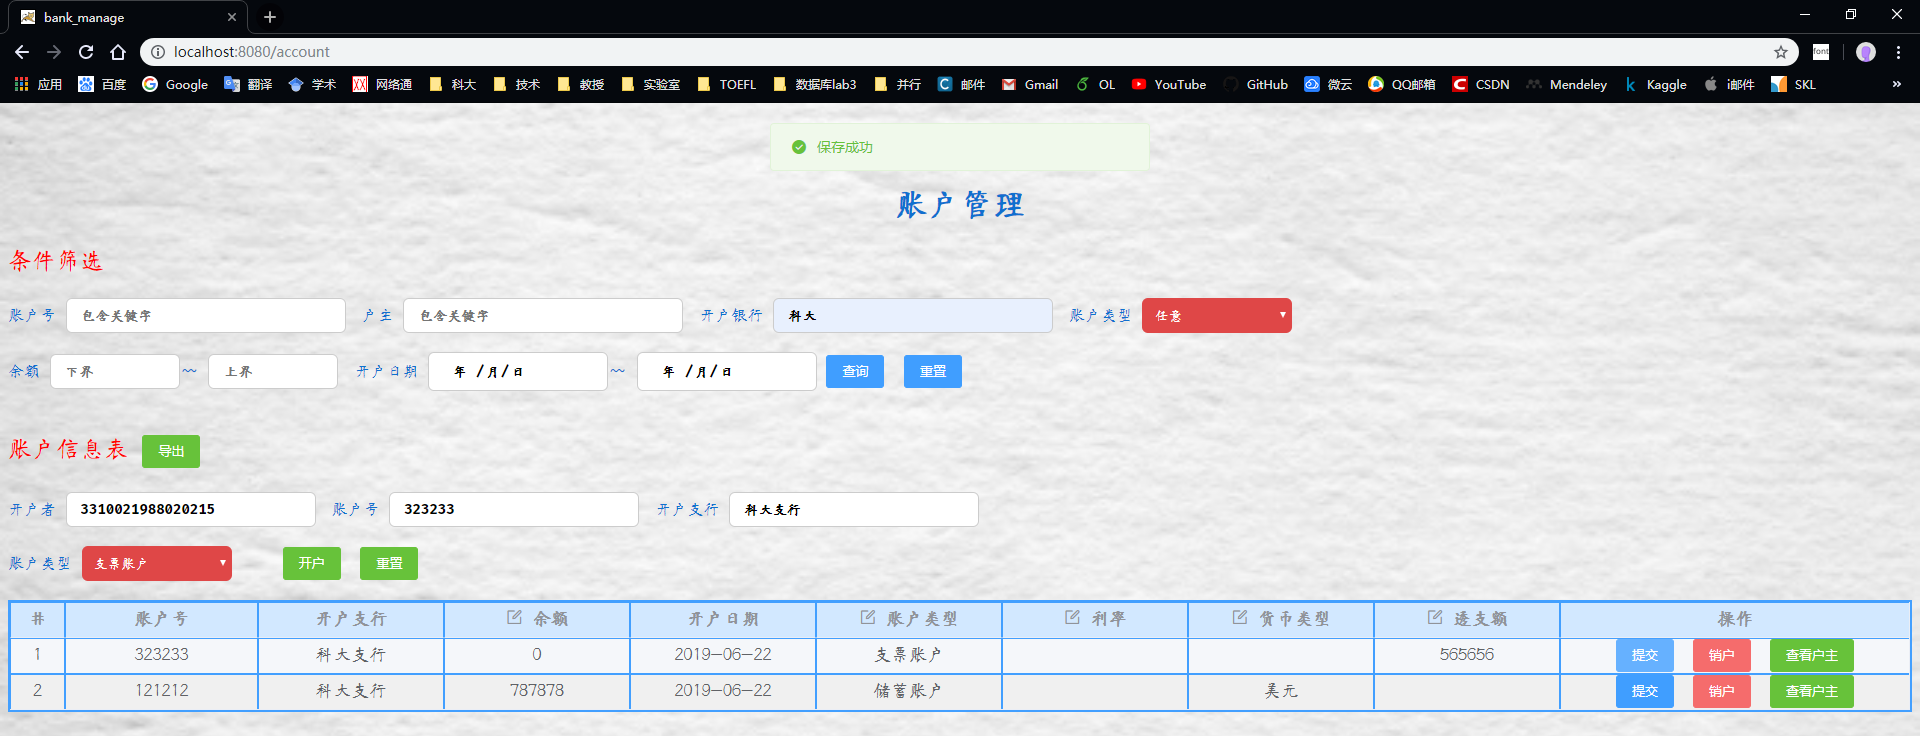 bank_manage
localhost:8080/account
font
应用 百度 Google 翻译 学术 网络通 科大 技术 教授 实验室 TOEFL 数据库lab3 并行 邮件 Gmail OL YouTube GitHub 微云 QQ邮箱 CSDN Mendeley Kaggle i邮件 SKL »
保存成功
账户管理
条件筛选
账户号 包含关键字 户主 包含关键字 开户银行 科大 账户类型 任意
余额 下界 ~ 上界 开户日期 年 /月/日 ~ 年 /月/日 查询 重置
账户信息表 导出
开户者 3310021988020215 账户号 323233 开户支行 科大支行
账户类型 支票账户 开户 重置
# 账户号 开户支行 余额 开户日期 账户类型 利率 货币类型 透支额 操作
1 323233 科大支行 0 2019-06-22 支票账户 565656 提交 销户 查看户主
2 121212 科大支行 787878 2019-06-22 储蓄账户 美元 提交 销户 查看户主